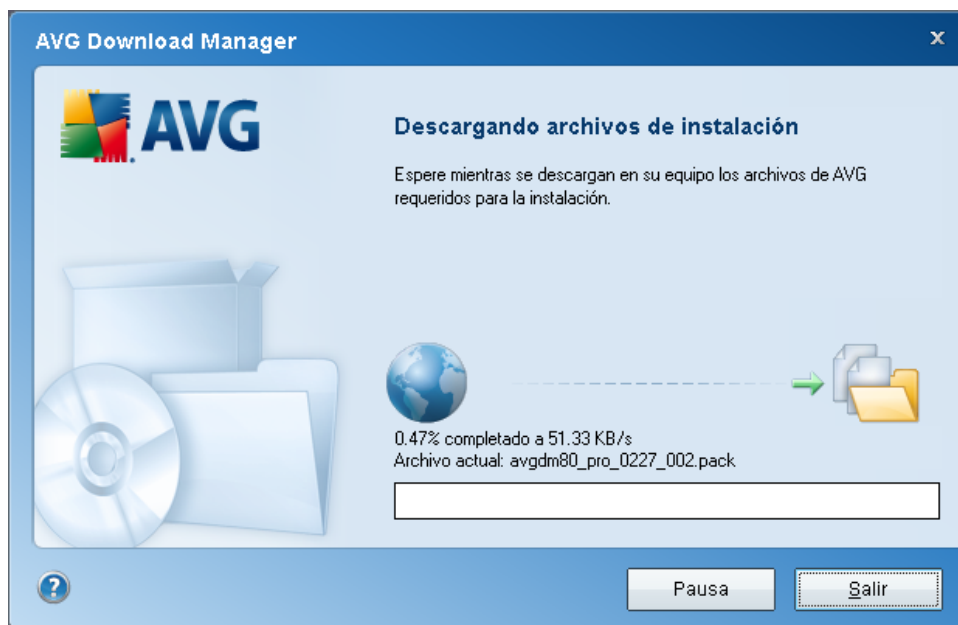 AVG Download Manager
x
AVG
Descargando archivos de instalación
Espere mientras se descargan en su equipo los archivos de AVG
requeridos para la instalación.
0.47% completado a 51.33 KB/s
Archivo actual: avgdm80_pro_0227_002.pack
?
Pausa
Salir